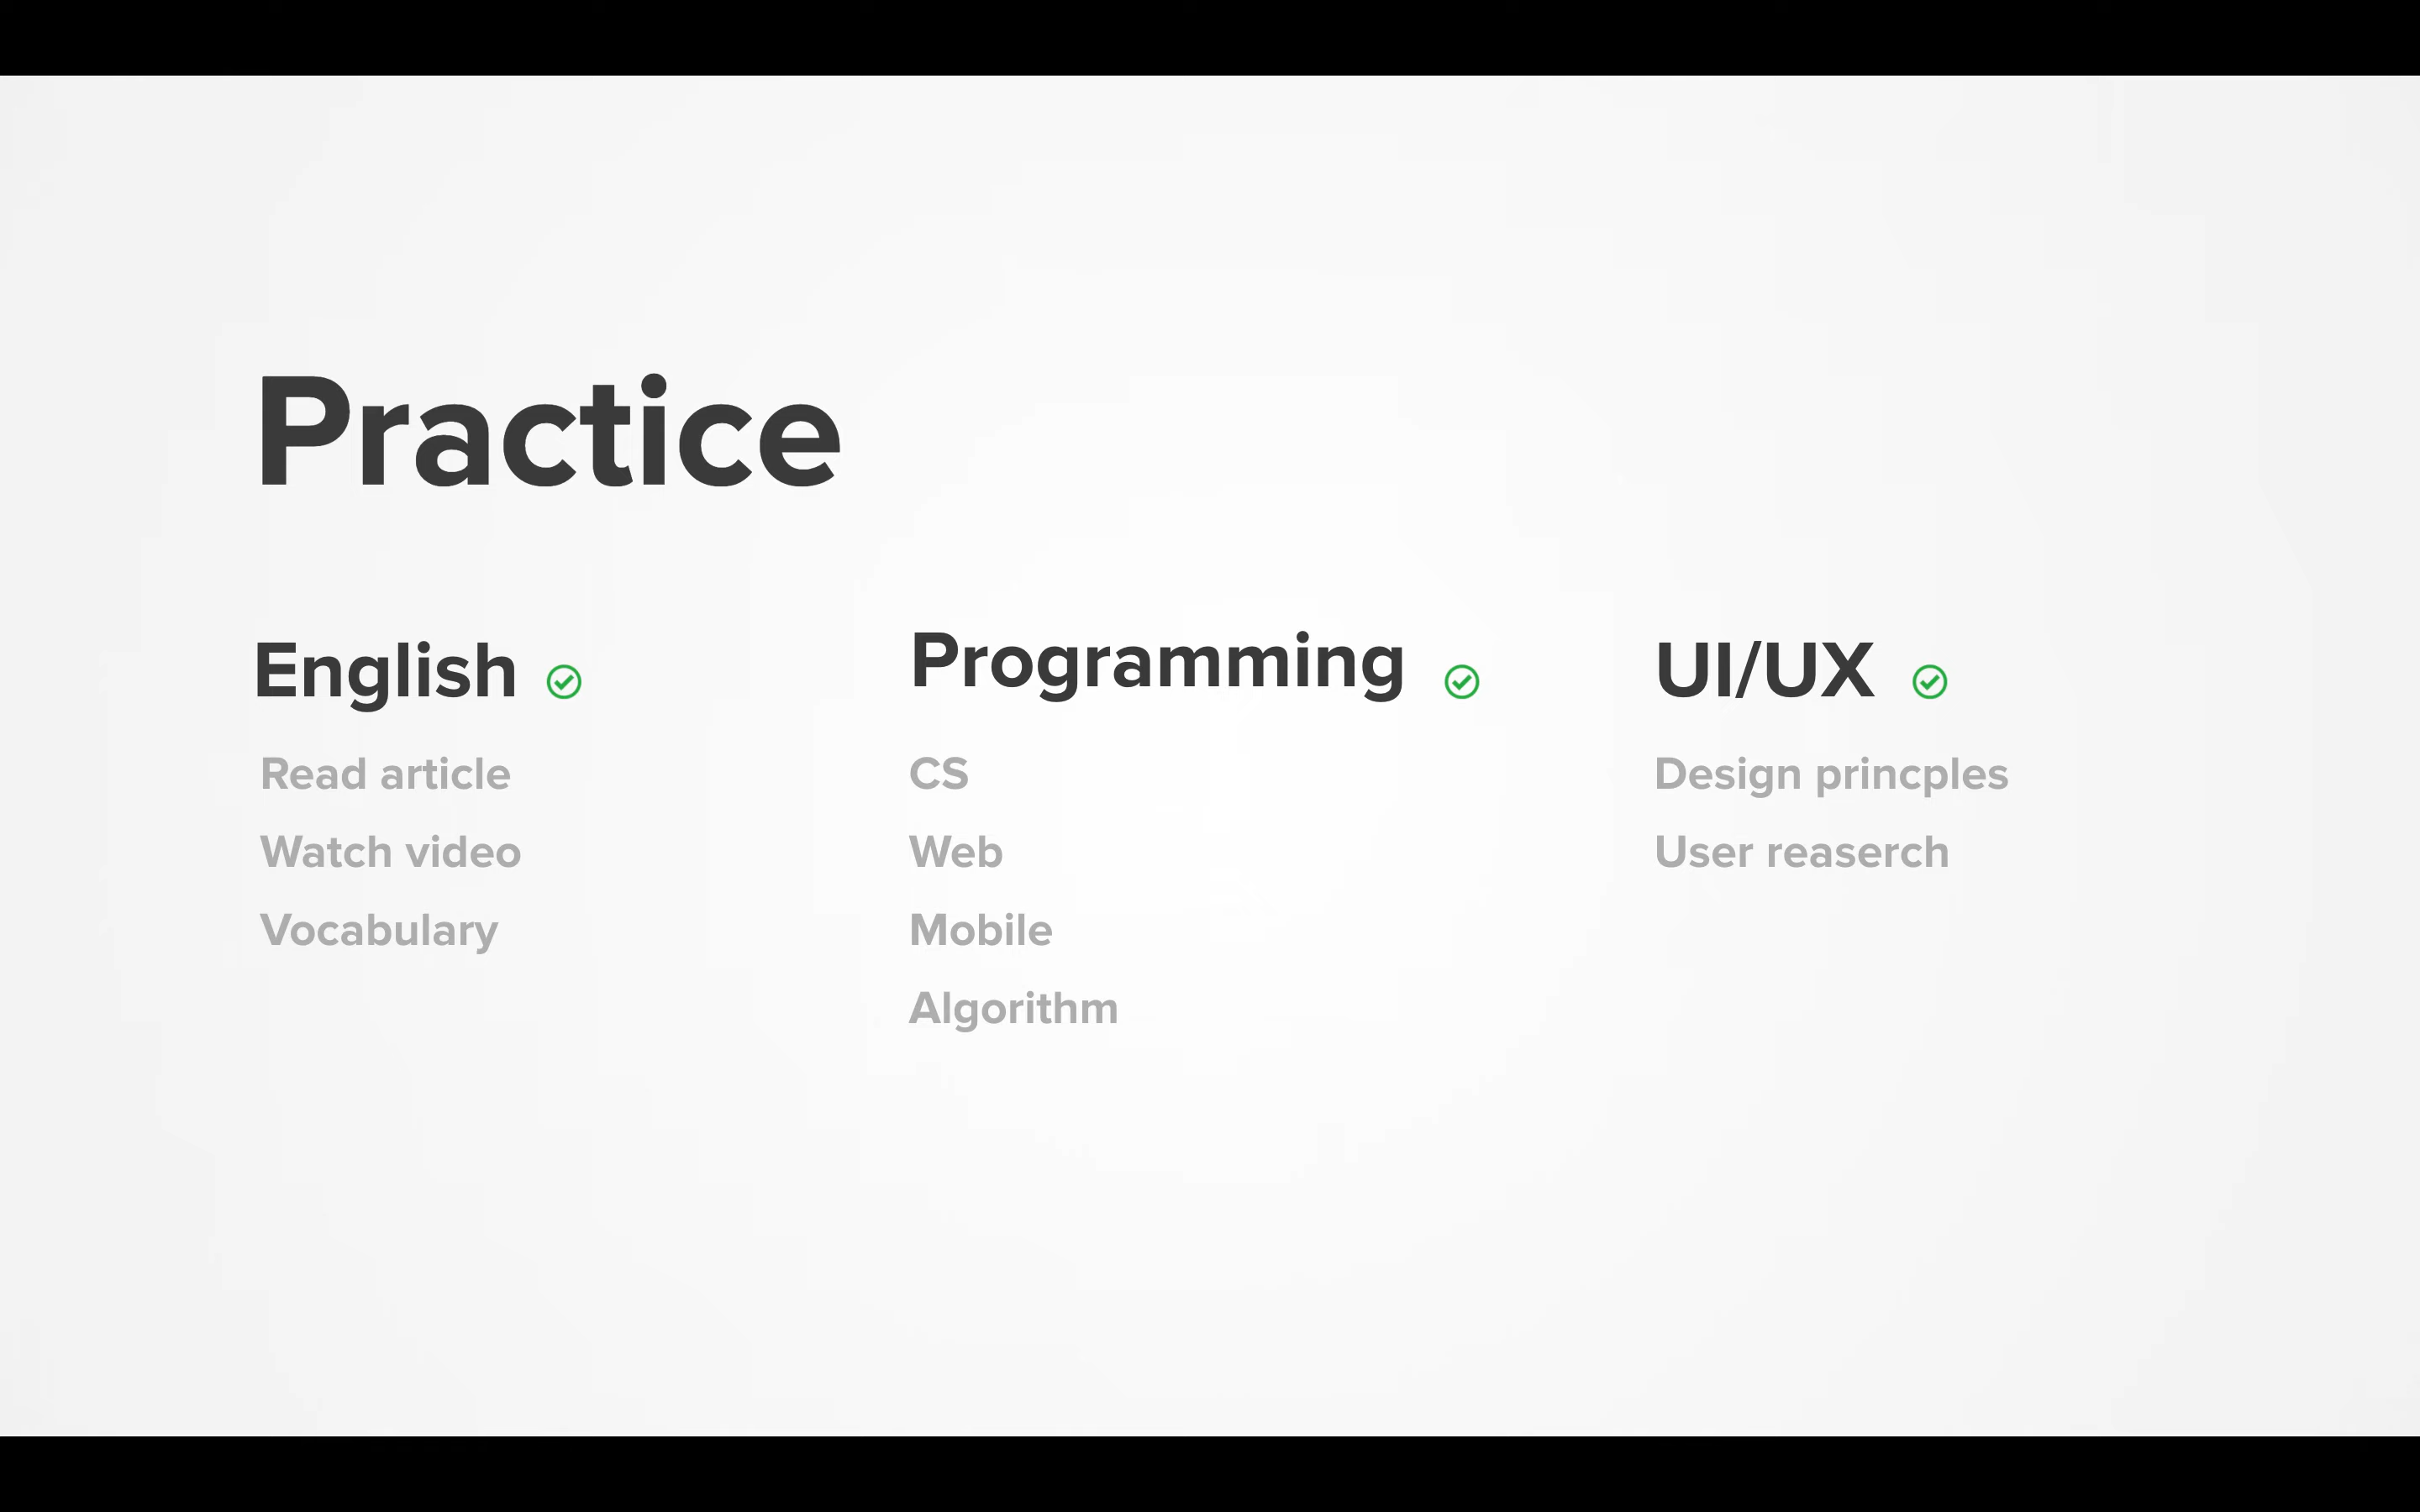 Practice
English
Read article
Watch video
Vocabulary
Programming
CS
Web
Mobile
Algorithm
UI/UX
Design princples
User reaserch